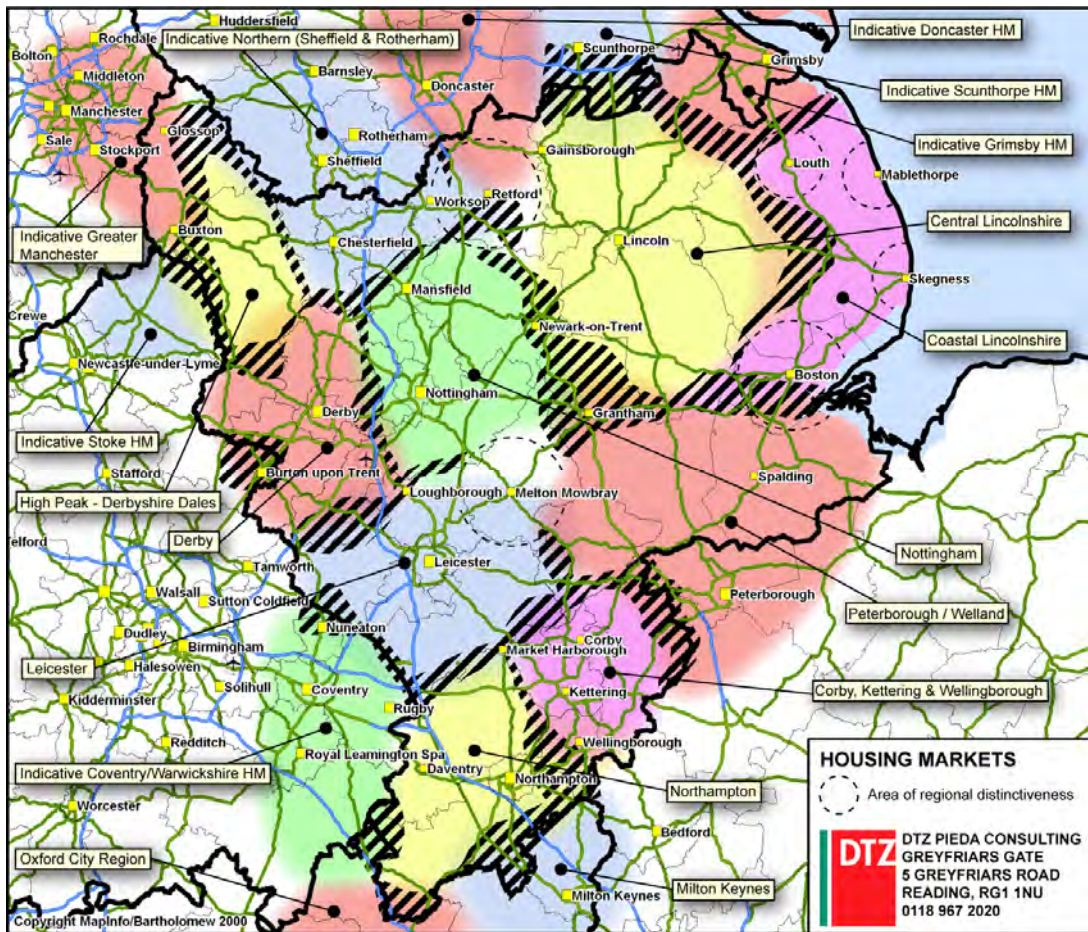 Huddersfield
Rochdale
Indicative Northern (Sheffield & Rotherham)
Indicative Doncaster HM
Bolton
Scunthorpe
Grimsby
Middleton
Barnsley
Doncaster
Indicative Scunthorpe HM
Manchester
Glossop
Rotherham
Sale
Stockport
Sheffield
Gainsborough
Indicative Grimsby HM
Louth
Mablethorpe
Worksop
Retford
Indicative Greater
Manchester
Buxton
Chesterfield
Lincoln
Central Lincolnshire
Skegness
Mansfield
Crewe
Newark-on-Trent
Coastal Lincolnshire
Newcastle-under-Lyme
Boston
Nottingham
Derby
Grantham
Indicative Stoke HM
Stafford
Burton upon Trent
Spalding
High Peak - Derbyshire Dales
Loughborough
Melton Mowbray
Derby
Nottingham
Telford
Tamworth
Leicester
Walsall
Sutton Coldfield
Peterborough
Peterborough / Welland
Nuneaton
Dudley
Birmingham
Corby
Market Harborough
Leicester
Halesowen
Solihull
Coventry
Kettering
Corby, Kettering & Wellingborough
Kidderminster
Rugby
Redditch
Royal Leamington Spa
Wellingborough
Indicative Coventry/Warwickshire HM
Daventry
Northampton
Northampton
Worcester
Bedford
Oxford City Region
Milton Keynes
Milton Keynes
HOUSING MARKETS
Area of regional distinctiveness
DTZ
DTZ PIEDA CONSULTING
GREYFRIARS GATE
5 GREYFRIARS ROAD
READING, RG1 1NU
0118 967 2020
Copyright MapInfo/Bartholomew 2000